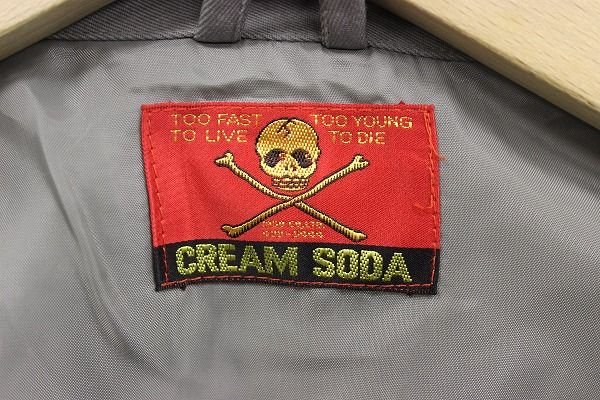 TOO FAST TOO YOUNG
TO LIVE TO DIE
CREAM SODA